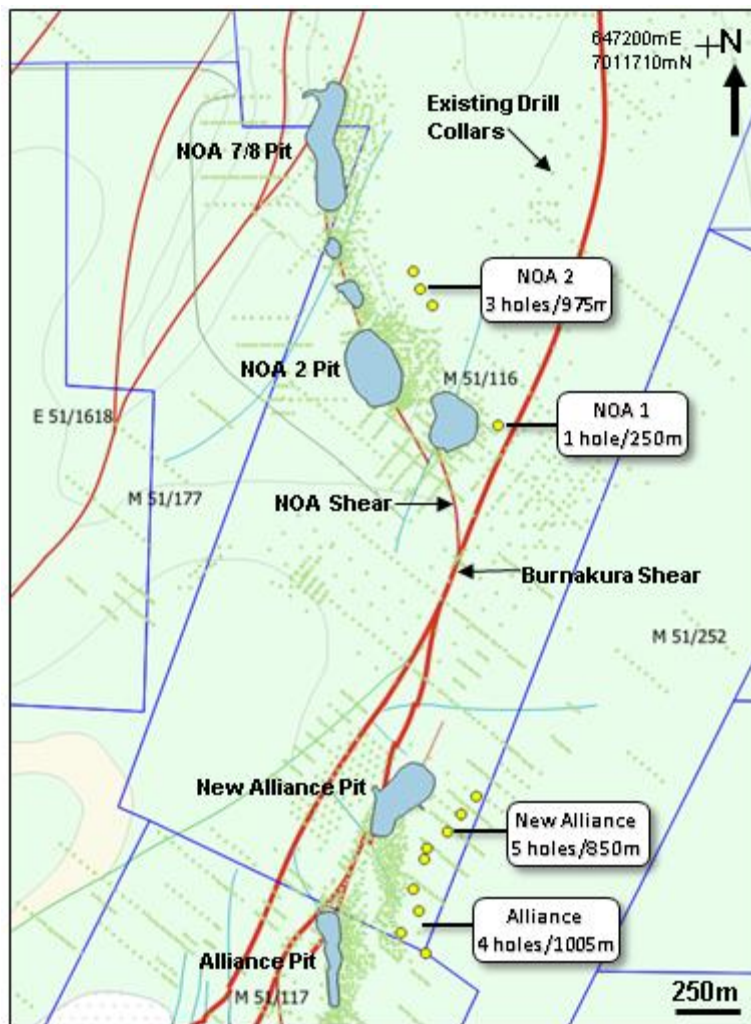 647200mE
7011710mN
N
Existing Drill
Collars
NOA 7/8 Pit
NOA 2
3 holes/975m
NOA 2 Pit
M 51/116
E 51/1618
NOA 1
1 hole/250m
M 51/177
NOA Shear
Burnakura Shear
M 51/252
New Alliance Pit
New Alliance
5 holes/850m
Alliance
4 holes/1005m
Alliance Pit
M 51/117
250m